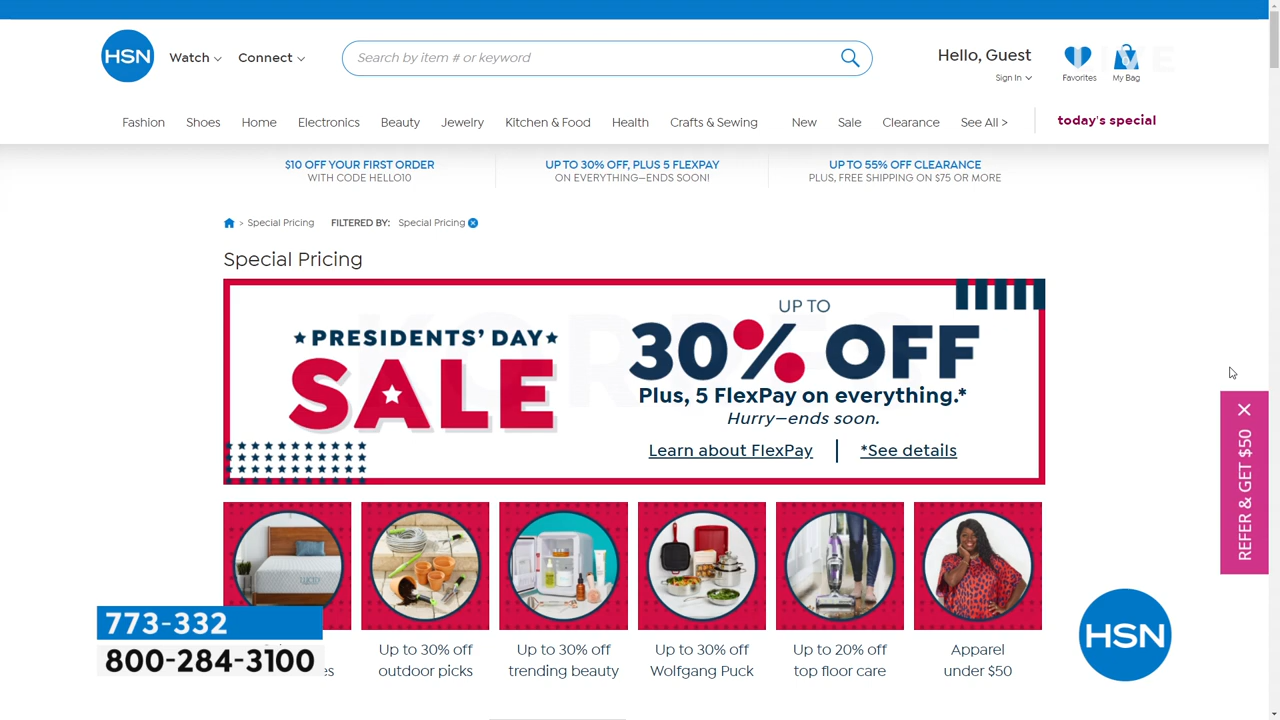 HSN
Watch
Connect
Search by item # or keyword
Hello, Guest
Sign In
Favorites
0
My Bag
Fashion
Shoes
Home
Electronics
Beauty
Jewelry
Kitchen & Food
Health
Crafts & Sewing
New
Sale
Clearance
See All >
today's special
$10 OFF YOUR FIRST ORDER
WITH CODE HELLO10
UP TO 30% OFF, PLUS 5 FLEXPAY
ON EVERYTHING—ENDS SOON!
UP TO 55% OFF CLEARANCE
PLUS, FREE SHIPPING ON $75 OR MORE
> Special Pricing FILTERED BY: Special Pricing
Special Pricing
PRESIDENTS' DAY
SALE
UP TO
30% OFF
Plus, 5 FlexPay on everything.*
Hurry—ends soon.
Learn about FlexPay | *See details
REFER & GET $50
773-332
800-284-3100
Up to 30% off
outdoor picks
Up to 30% off
trending beauty
Up to 30% off
Wolfgang Puck
Up to 20% off
top floor care
Apparel
under $50
HSN